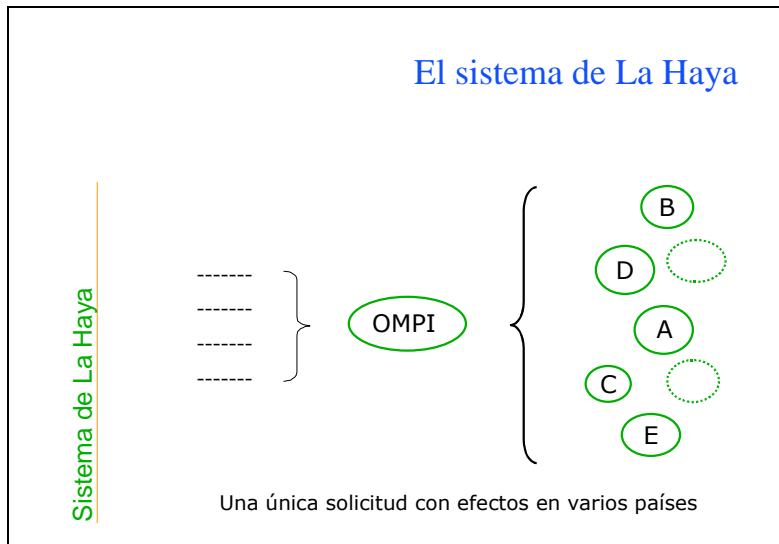 El sistema de La Haya
Sistema de La Haya
-------
-------
-------
-------
OMPI
B
D
A
C
E
Una única solicitud con efectos en varios países